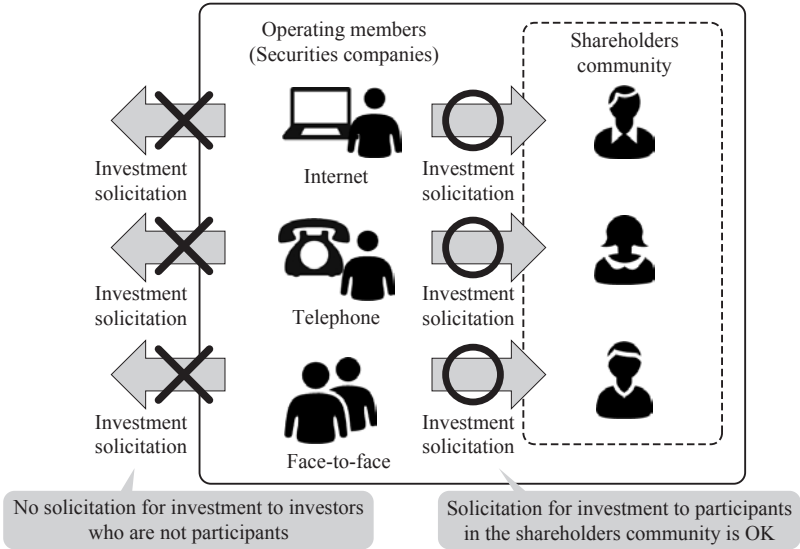 Operating members
(Securities companies)
Shareholders
community
Investment
solicitation
Internet
Investment
solicitation
Investment
solicitation
Telephone
Investment
solicitation
Investment
solicitation
Face-to-face
Investment
solicitation
No solicitation for investment to investors
who are not participants
Solicitation for investment to participants
in the shareholders community is OK